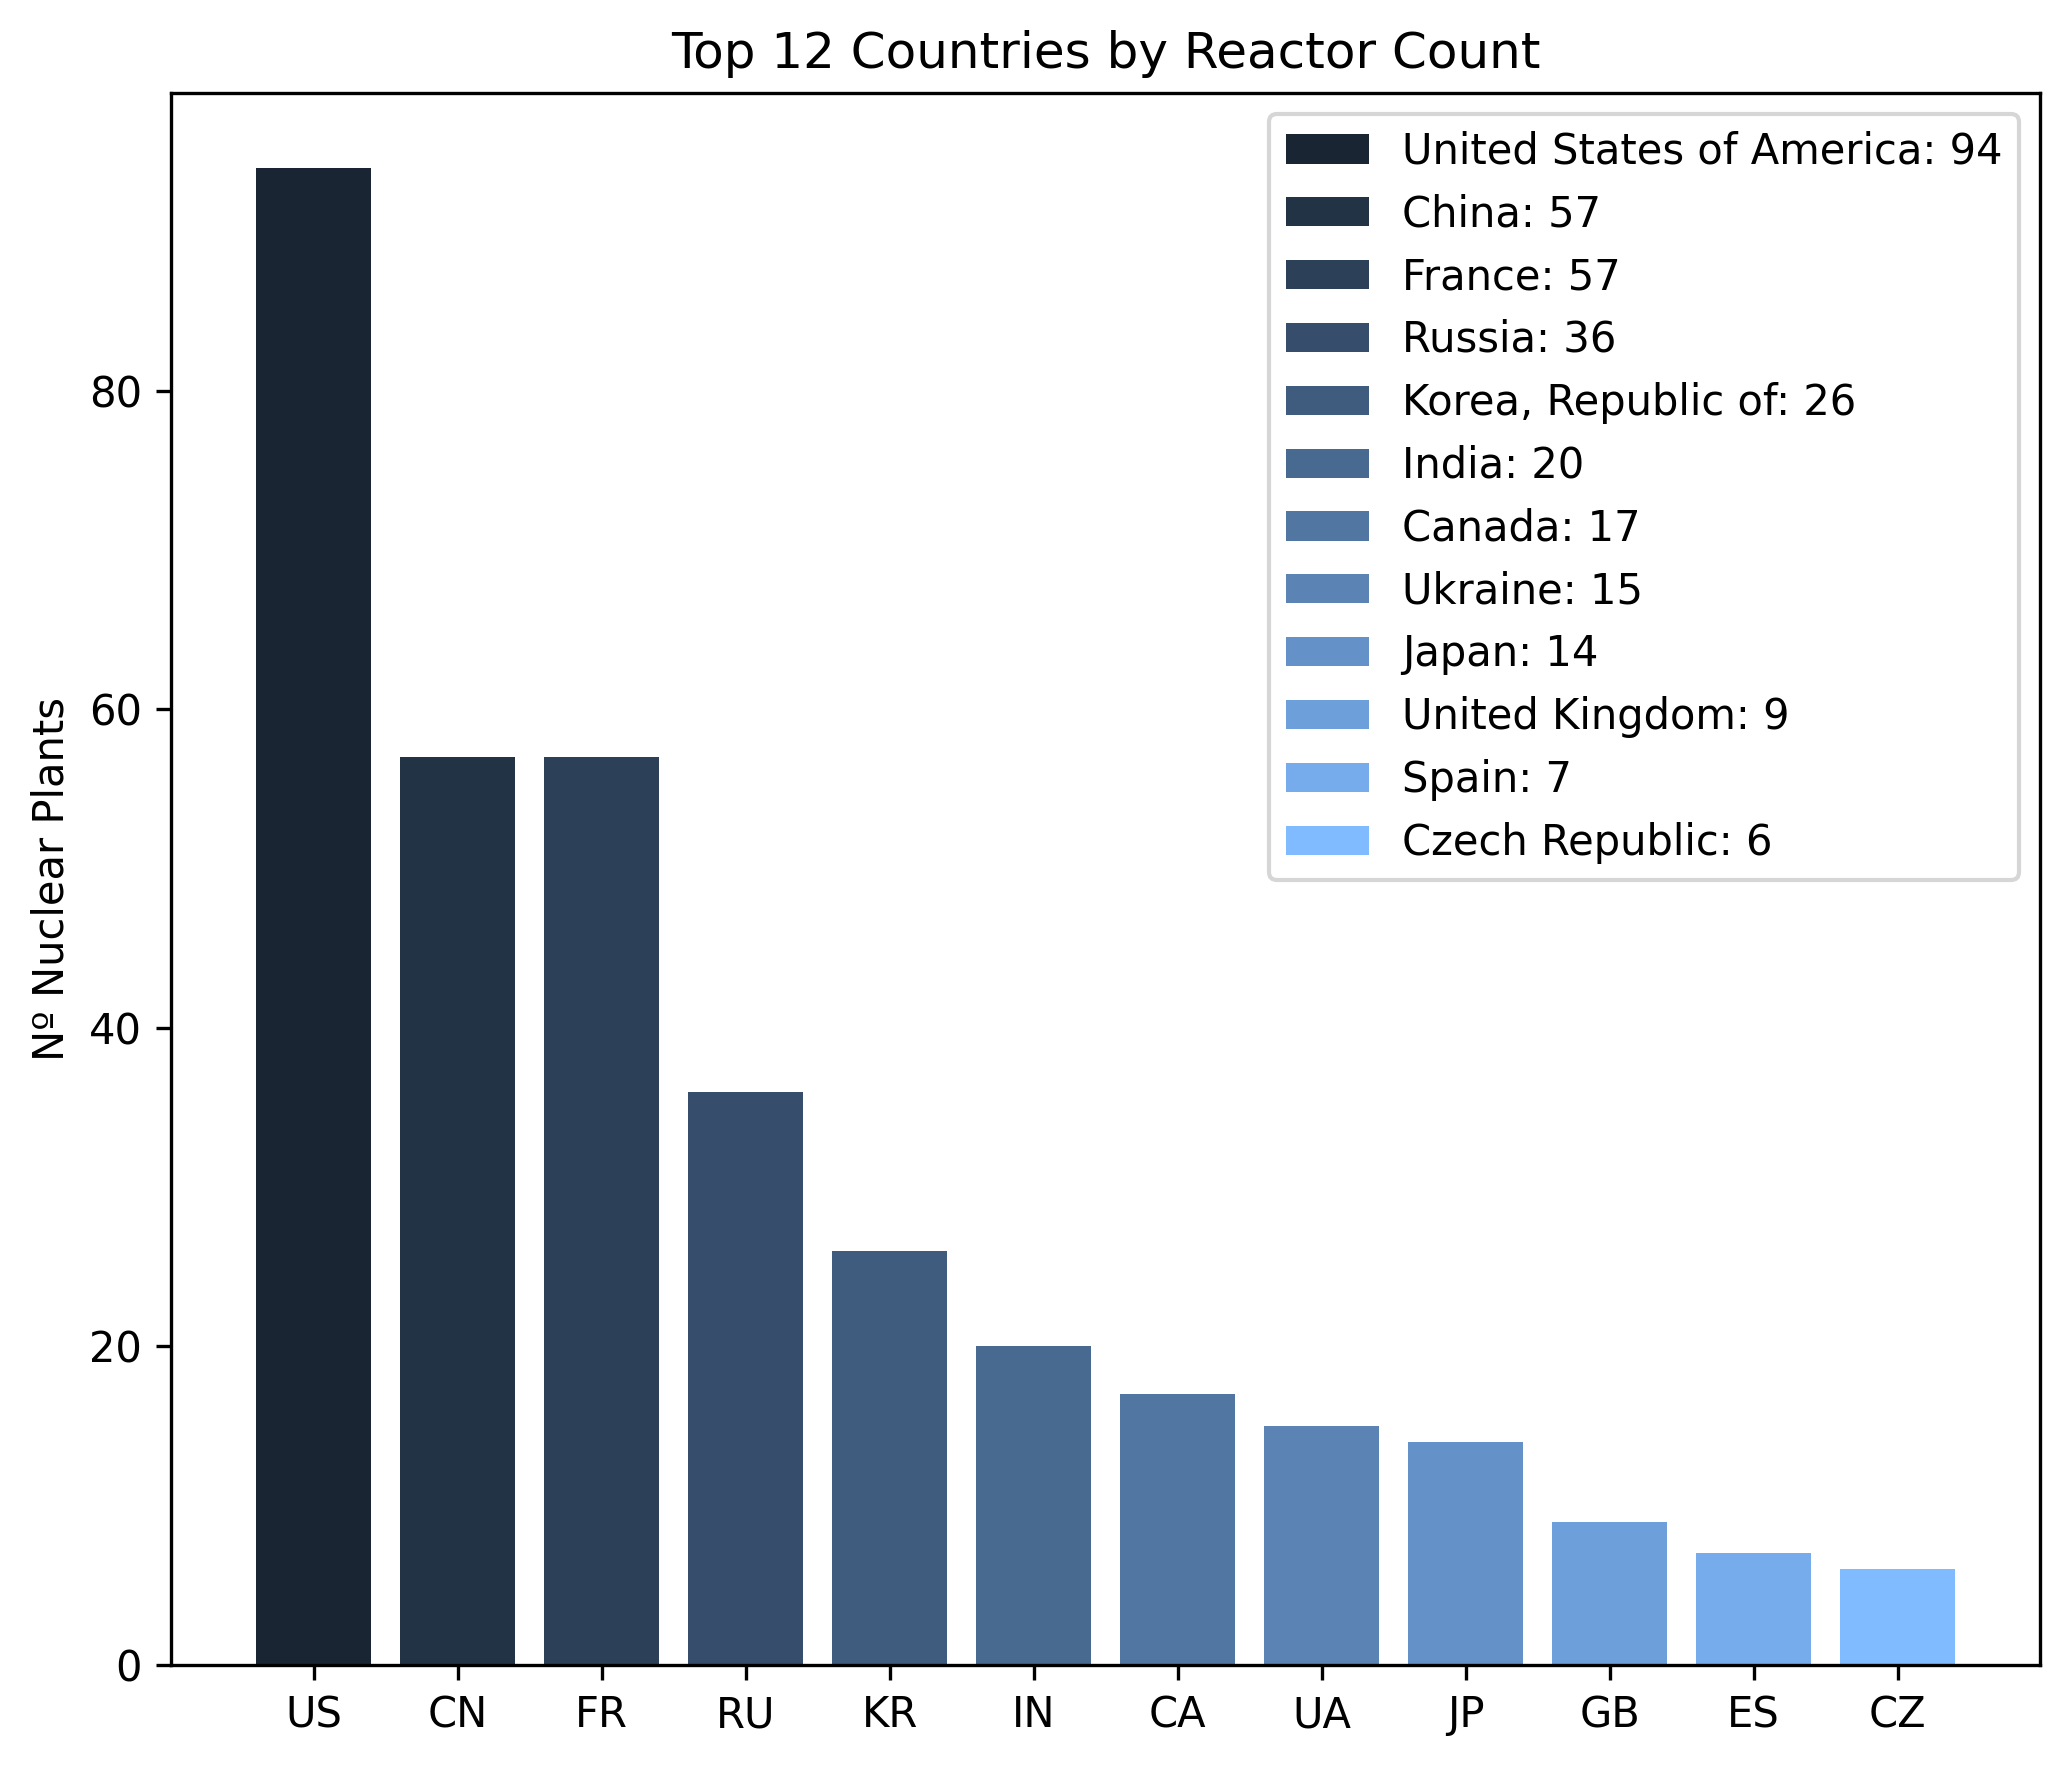 Top 12 Countries by Reactor Count
United States of America: 94
China: 57
France: 57
Russia: 36
Korea, Republic of: 26
India: 20
Canada: 17
Ukraine: 15
Japan: 14
United Kingdom: 9
Spain: 7
Czech Republic: 6
Nº Nuclear Plants
80
60
40
20
0
US CN FR RU KR IN CA UA JP GB ES CZ